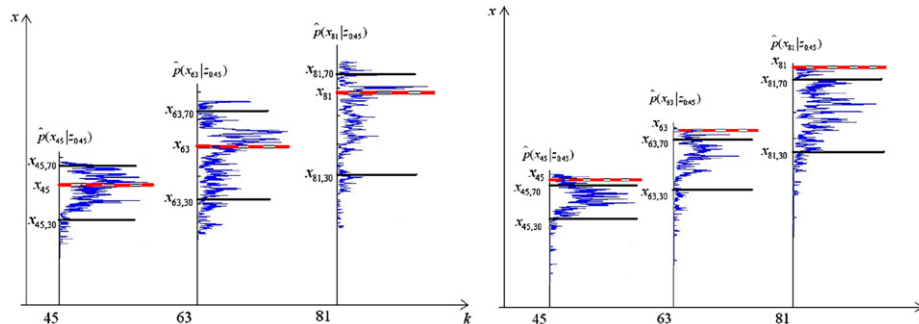 x
p̂(x₄₅|z₀:₄₅)
x₄₅,₇₀
x₄₅
x₄₅,₃₀
p̂(x₆₃|z₀:₄₅)
x₆₃,₇₀
x₆₃
x₆₃,₃₀
p̂(x₈₁|z₀:₄₅)
x₈₁,₇₀
x₈₁
x₈₁,₃₀
45
63
81
k
x
p̂(x₄₅|z₀:₄₅)
x₄₅
x₄₅,₇₀
x₄₅,₃₀
p̂(x₆₃|z₀:₄₅)
x₆₃
x₆₃,₇₀
x₆₃,₃₀
p̂(x₈₁|z₀:₄₅)
x₈₁
x₈₁,₇₀
x₈₁,₃₀
45
63
81
k